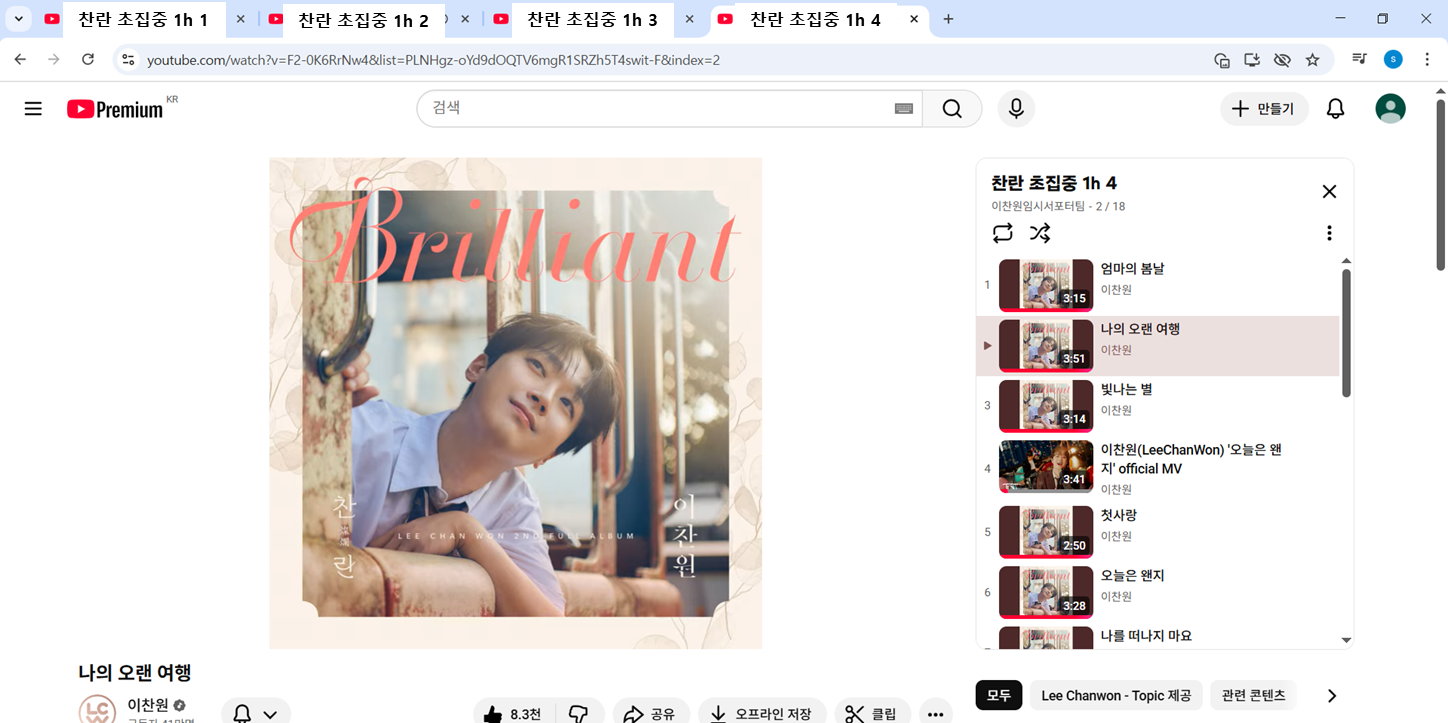 찬란 초집중 1h 1
찬란 초집중 1h 2
찬란 초집중 1h 3
찬란 초집중 1h 4
youtube.com/watch?v=F2-0K6RrNw4&list=PLNHgz-oYd9dOQTV6mgR1SRZh5T4swit-F&index=2
S
Premium KR
검색
만들기
Brilliant
찬란
이찬원
LEE CHAN WON 2ND FULL ALBUM
찬란 초집중 1h 4
이찬원임시서포터팀 - 2 / 18
1
3:15
엄마의 봄날
이찬원
3:51
나의 오랜 여행
이찬원
3
3:14
빛나는 별
이찬원
4
3:41
이찬원(LeeChanWon) '오늘은 왠
지' official MV
이찬원
5
2:50
첫사랑
이찬원
6
3:28
오늘은 왠지
이찬원
나를 떠나지 마요
나의 오랜 여행
LCW
이찬원
8.3천
공유
오프라인 저장
클립
모두
Lee Chanwon - Topic 제공
관련 콘텐츠